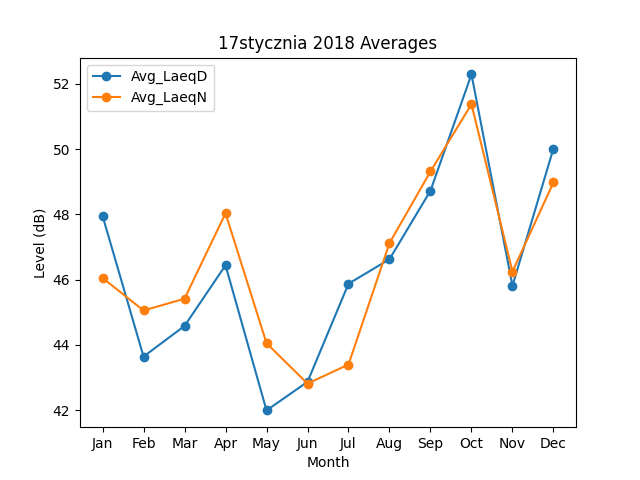 17stycznia 2018 Averages
Avg_LaeqD
Avg_LaeqN
Level (dB)
52
50
48
46
44
42
Jan Feb Mar Apr May Jun Jul Aug Sep Oct Nov Dec
Month